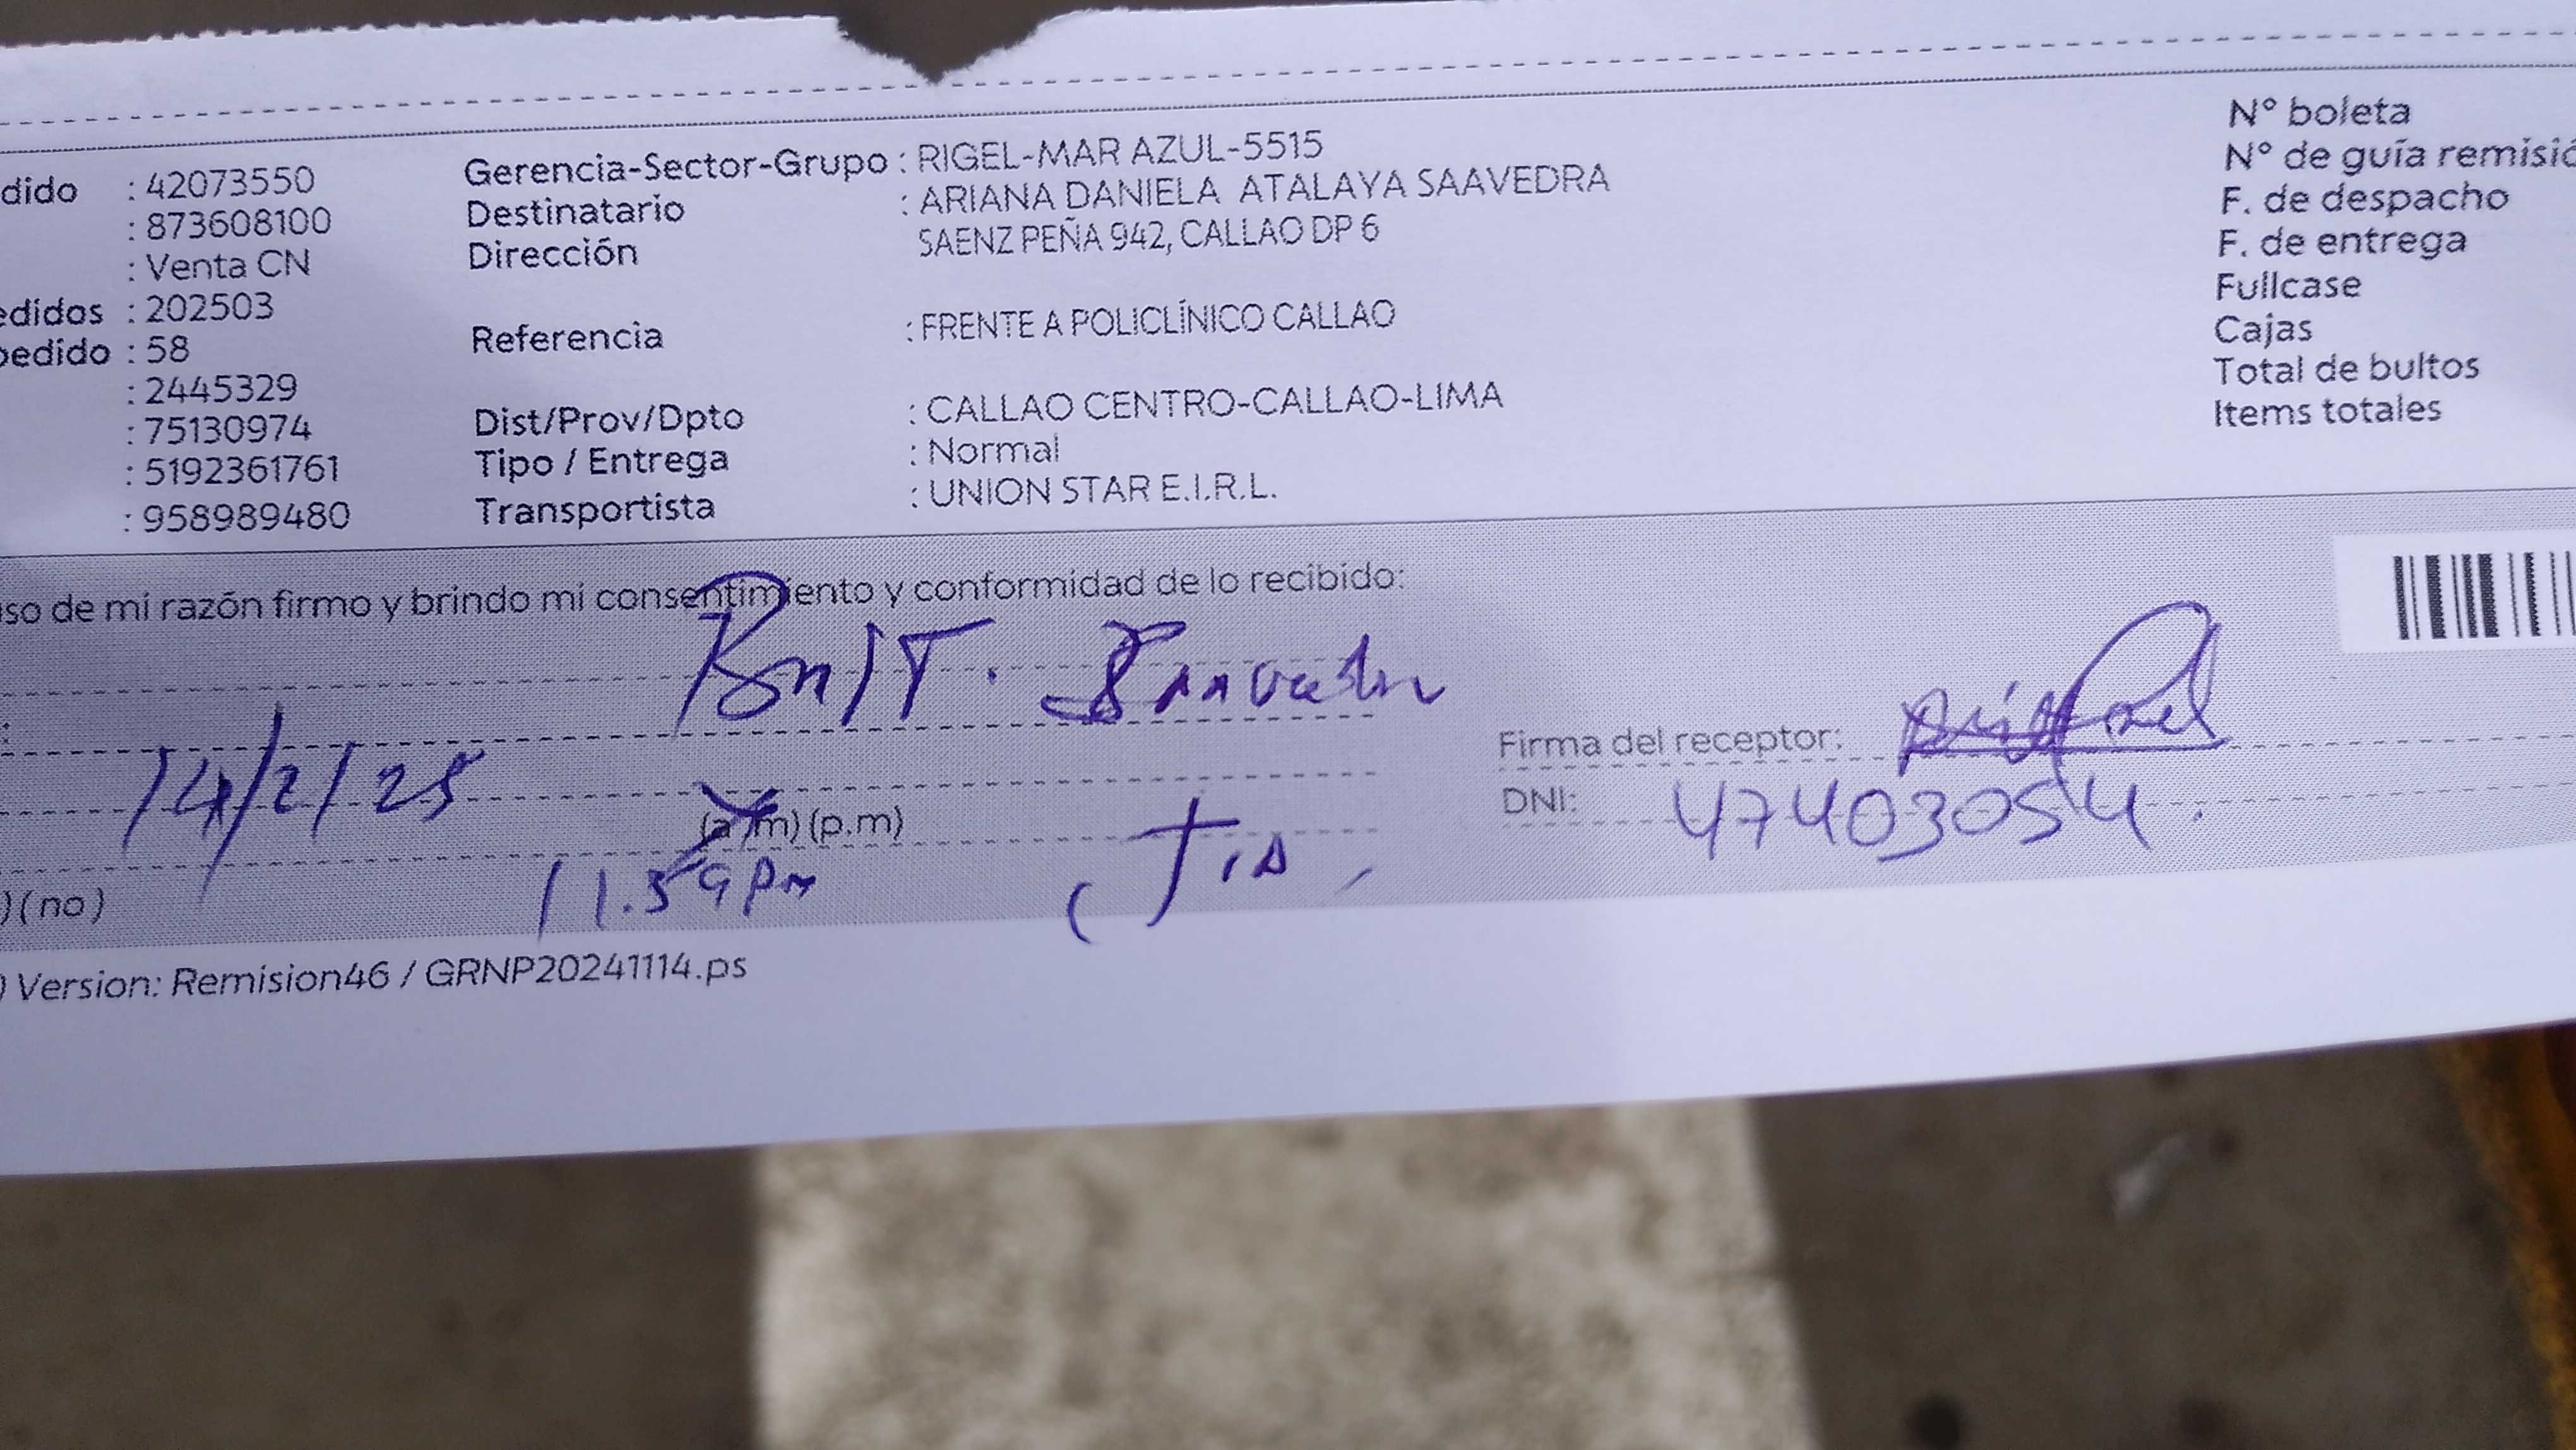 dido : 42073550
: 873608100
: Venta CN
edidos : 202503
pedido : 58
: 2445329
: 75130974
: 5192361761
: 958989480
Gerencia-Sector-Grupo : RIGEL-MAR AZUL-5515
Destinatario : ARIANA DANIELA ATALAYA SAAVEDRA
Dirección SAENZ PEÑA 942, CALLAO DP 6
Referencia : FRENTE A POLICLÍNICO CALLAO
Dist/Prov/Dpto : CALLAO CENTRO-CALLAO-LIMA
Tipo / Entrega : Normal
Transportista : UNION STAR E.I.R.L.
N° boleta
N° de guía remisió
F. de despacho
F. de entrega
Fullcase
Cajas
Total de bultos
Items totales
uso de mi razón firmo y brindo mi consentimiento y conformidad de lo recibido:
:
14/2/25
(a.m) (p.m)
11.59 pm
) (no)
Firma del receptor:
DNI: 47403054.
) Version: Remision46 / GRNP20241114.ps